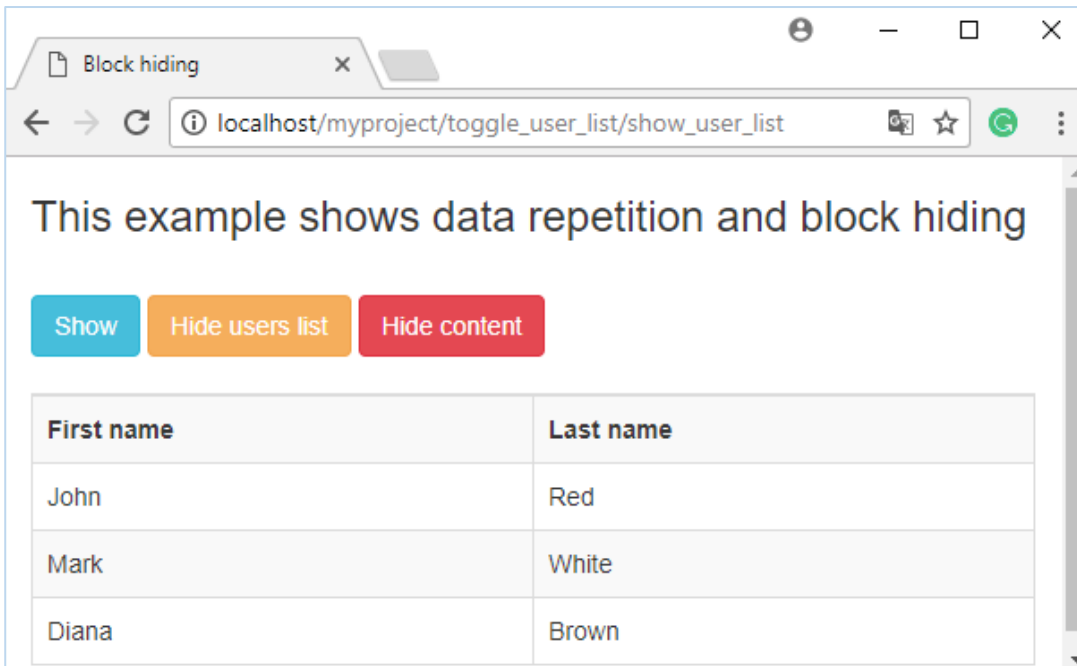 Block hiding
localhost/myproject/toggle_user_list/show_user_list
This example shows data repetition and block hiding
Show Hide users list Hide content
First name Last name
John Red
Mark White
Diana Brown